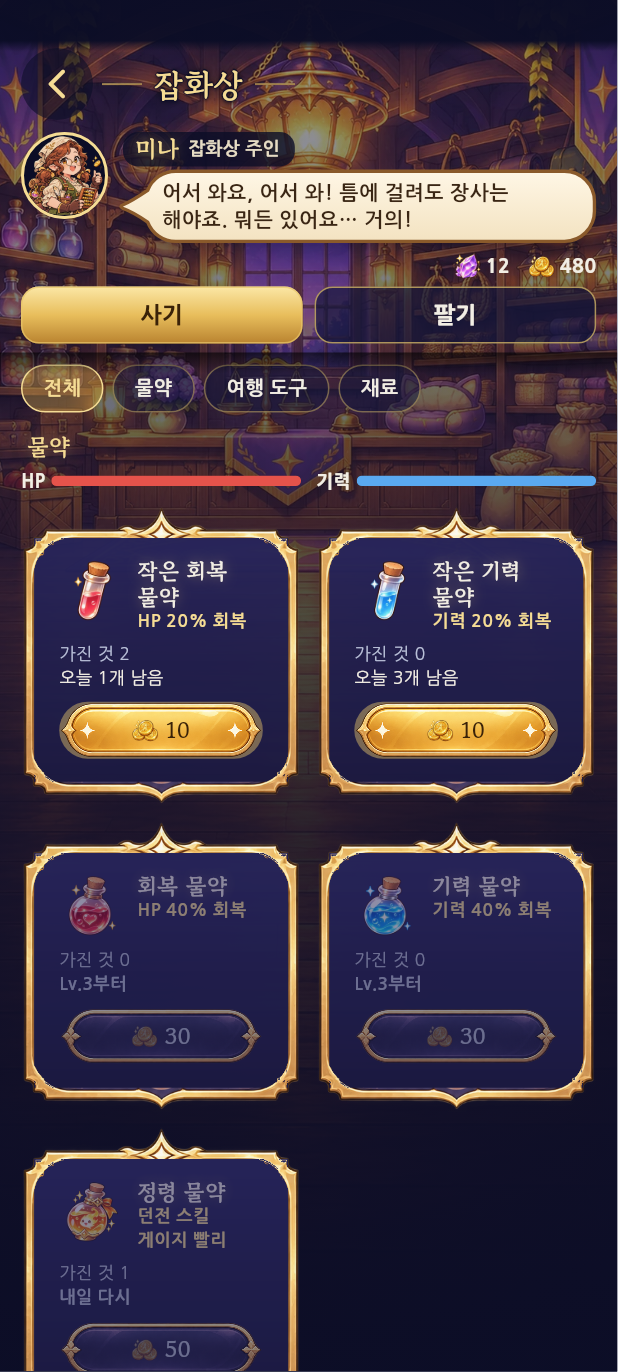 잡화상
미나 잡화상 주인
어서 와요, 어서 와! 틈에 걸려도 장사는
해야죠. 뭐든 있어요… 거의!
12 480
사기 팔기
전체 물약 여행 도구 재료
물약
HP 기력
작은 회복
물약
HP 20% 회복
가진 것 2
오늘 1개 남음
10
작은 기력
물약
기력 20% 회복
가진 것 0
오늘 3개 남음
10
회복 물약
HP 40% 회복
가진 것 0
Lv.3부터
30
기력 물약
기력 40% 회복
가진 것 0
Lv.3부터
30
정령 물약
던전 스킬
게이지 빨리
가진 것 1
내일 다시
50